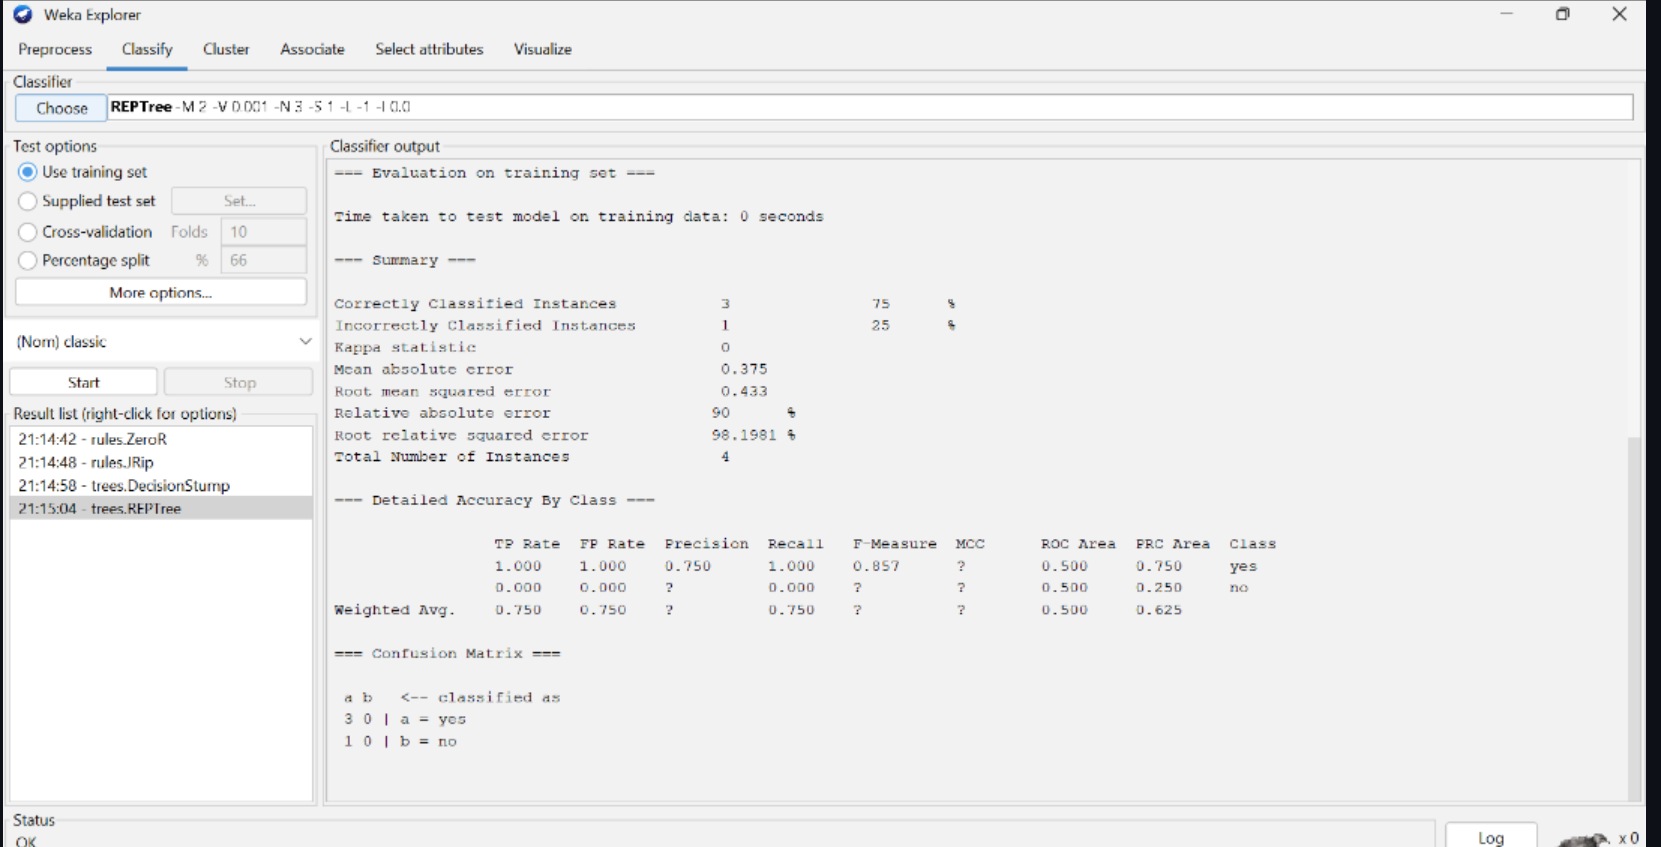 Weka Explorer
Preprocess Classify Cluster Associate Select attributes Visualize
Classifier
Choose REPTree -M 2 -V 0.001 -N 3 -S 1 -L -1 -I 0.0
Test options
Use training set
Supplied test set Set...
Cross-validation Folds 10
Percentage split % 66
More options...
(Nom) classic
Start Stop
Result list (right-click for options)
21:14:42 - rules.ZeroR
21:14:48 - rules.JRip
21:14:58 - trees.DecisionStump
21:15:04 - trees.REPTree
Classifier output
=== Evaluation on training set ===
Time taken to test model on training data: 0 seconds
=== Summary ===
Correctly Classified Instances 3 75 %
Incorrectly Classified Instances 1 25 %
Kappa statistic 0
Mean absolute error 0.375
Root mean squared error 0.433
Relative absolute error 90 %
Root relative squared error 98.1981 %
Total Number of Instances 4
=== Detailed Accuracy By Class ===
TP Rate FP Rate Precision Recall F-Measure MCC ROC Area PRC Area Class
1.000 1.000 0.750 1.000 0.857 ? 0.500 0.750 yes
0.000 0.000 ? 0.000 ? ? 0.500 0.250 no
Weighted Avg. 0.750 0.750 ? 0.750 ? ? 0.500 0.625
=== Confusion Matrix ===
a b <-- classified as
3 0 | a = yes
1 0 | b = no
Status
OK
Log
x 0